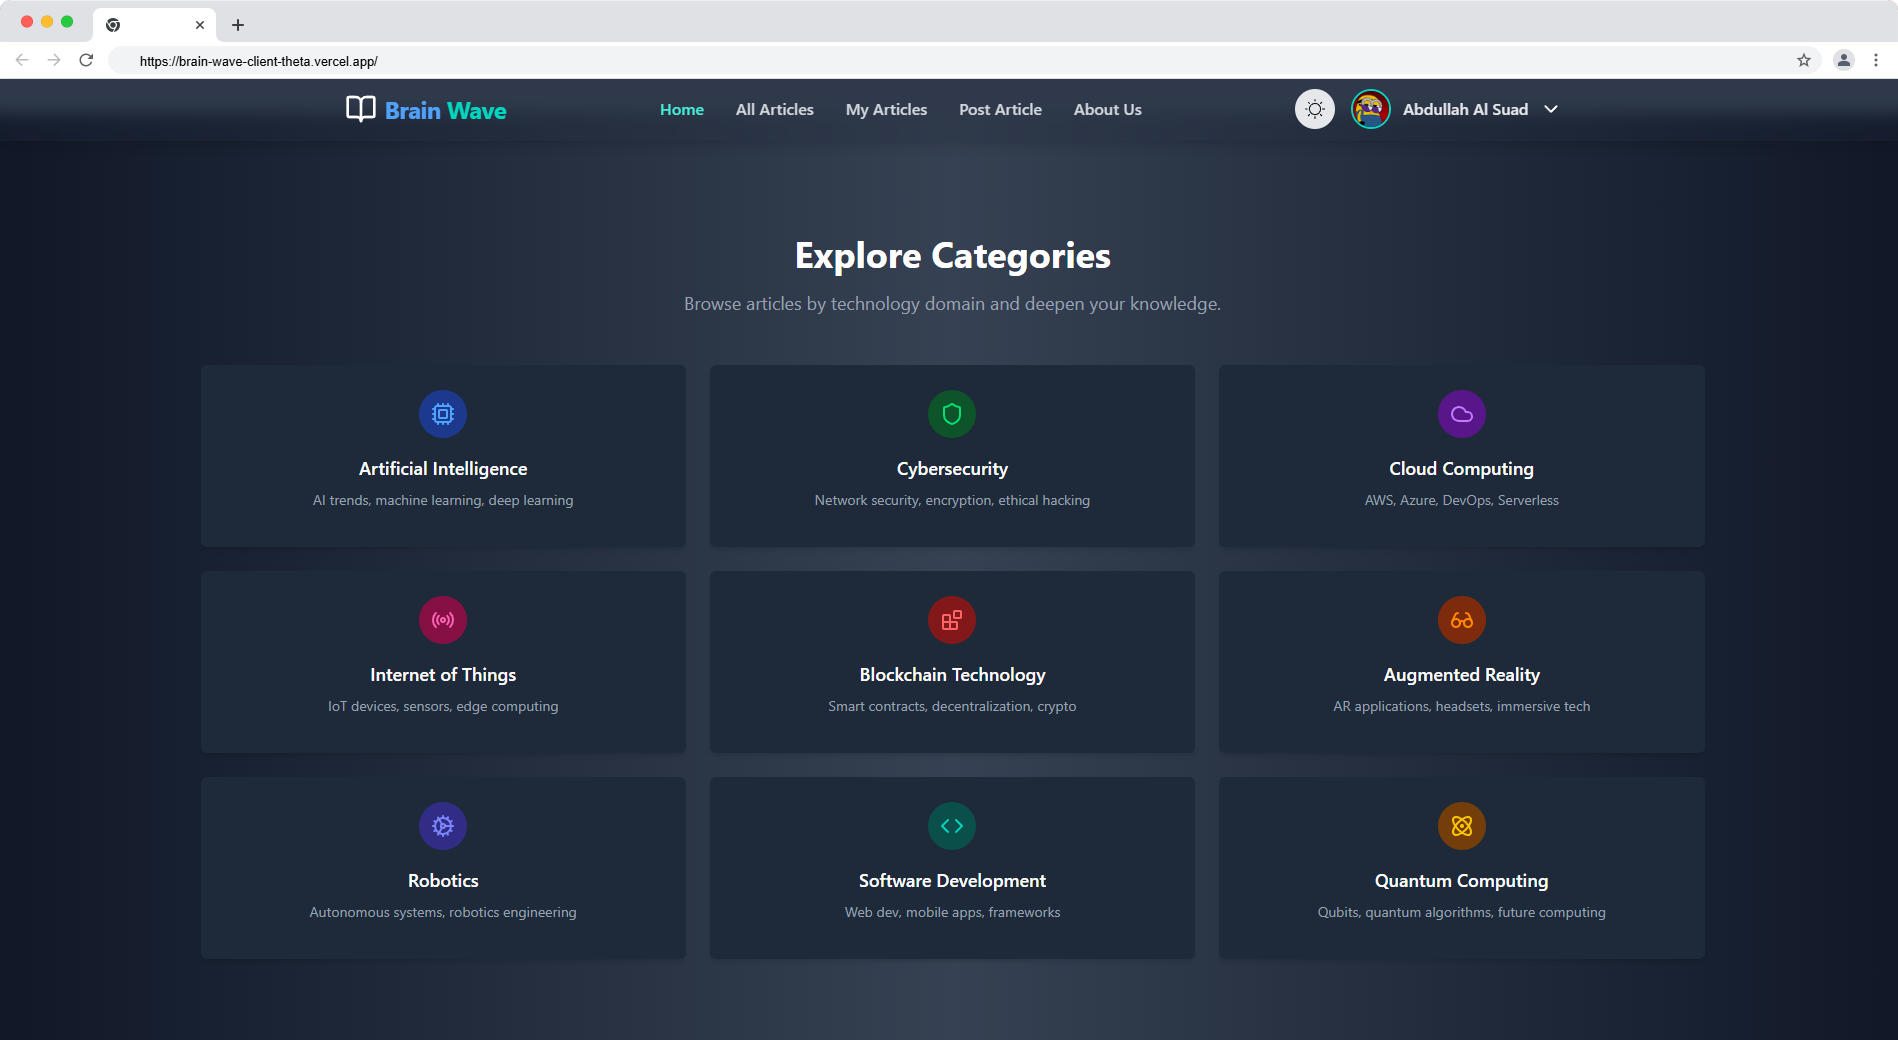 https://brain-wave-client-theta.vercel.app/
Brain Wave
Home
All Articles
My Articles
Post Article
About Us
Abdullah Al Suad
Explore Categories
Browse articles by technology domain and deepen your knowledge.
Artificial Intelligence
AI trends, machine learning, deep learning
Cybersecurity
Network security, encryption, ethical hacking
Cloud Computing
AWS, Azure, DevOps, Serverless
Internet of Things
IoT devices, sensors, edge computing
Blockchain Technology
Smart contracts, decentralization, crypto
Augmented Reality
AR applications, headsets, immersive tech
Robotics
Autonomous systems, robotics engineering
Software Development
Web dev, mobile apps, frameworks
Quantum Computing
Qubits, quantum algorithms, future computing